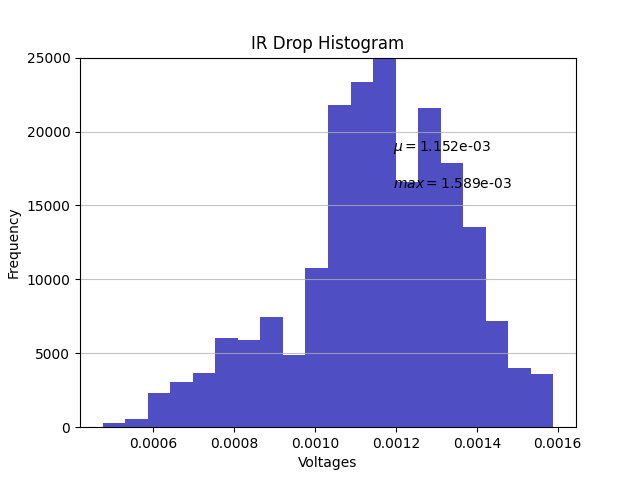 IR Drop Histogram
25000
20000
15000
10000
5000
0
Frequency
μ = 1.152e-03
max = 1.589e-03
0.0006 0.0008 0.0010 0.0012 0.0014 0.0016
Voltages